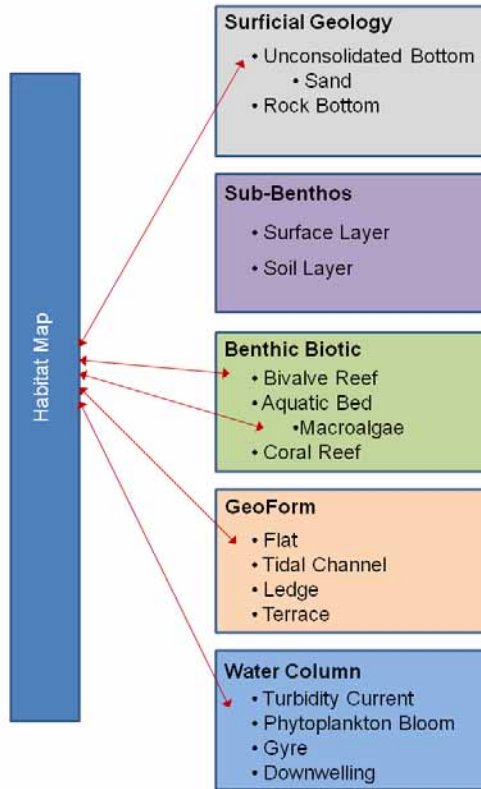 Habitat Map
Surficial Geology
• Unconsolidated Bottom
• Sand
• Rock Bottom
Sub-Benthos
• Surface Layer
• Soil Layer
Benthic Biotic
• Bivalve Reef
• Aquatic Bed
•Macroalgae
• Coral Reef
GeoForm
• Flat
• Tidal Channel
• Ledge
• Terrace
Water Column
• Turbidity Current
• Phytoplankton Bloom
• Gyre
• Downwelling